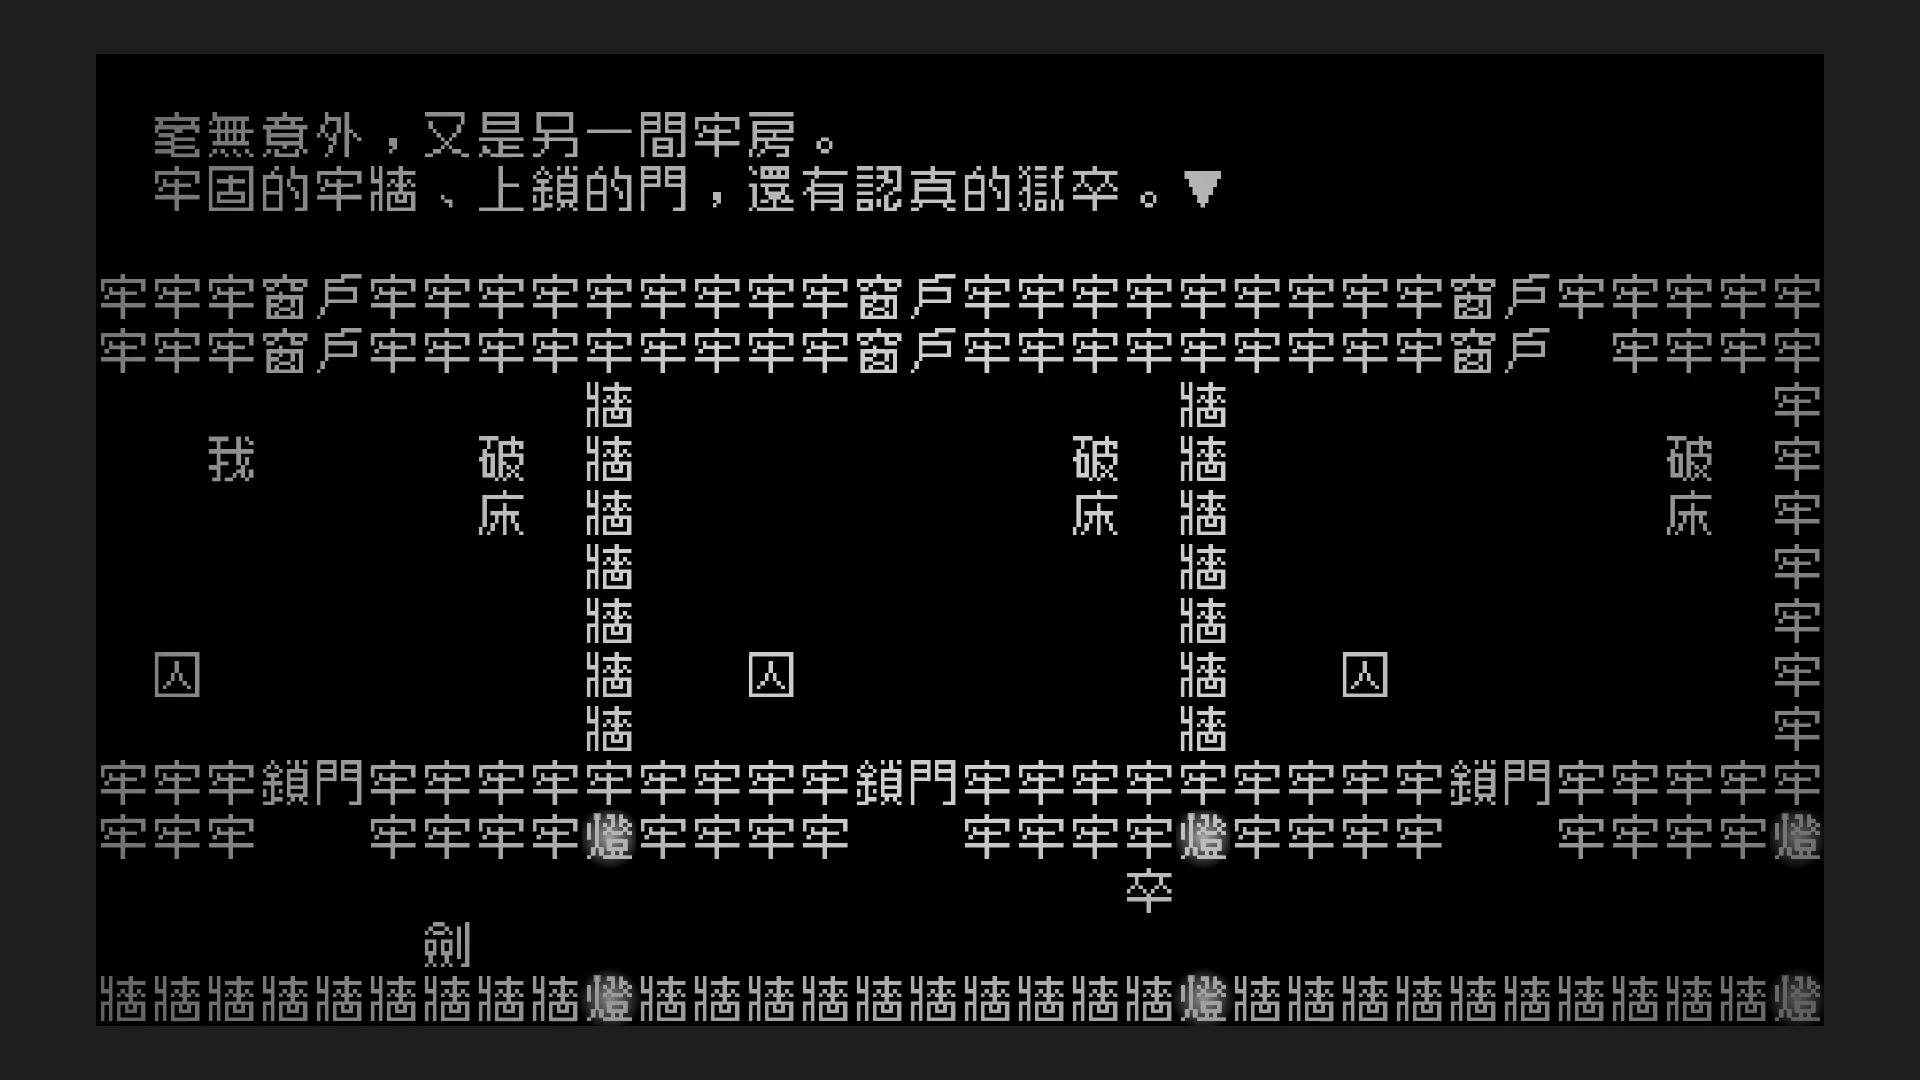 毫無意外，又是另一間牢房。
牢固的牢牆、上鎖的門，還有認真的獄卒。▼
牢牢牢窗戶牢牢牢牢牢牢牢牢牢窗戶牢牢牢牢牢牢牢牢牢窗戶牢牢牢牢牢
牢牢牢窗戶牢牢牢牢牢牢牢牢牢窗戶牢牢牢牢牢牢牢牢牢窗戶 牢牢牢牢
牆 牆 牢
我 破 牆 破 牆 破 牢
床 牆 床 牆 床 牢
牆 牆 牢
牆 牆 牢
囚 牆 囚 牆 囚 牢
牆 牆 牢
牢牢牢鎖門牢牢牢牢牢牢牢牢牢鎖門牢牢牢牢牢牢牢牢牢鎖門牢牢牢牢牢
牢牢牢 牢牢牢牢燈牢牢牢牢 牢牢牢牢燈牢牢牢牢 牢牢牢牢燈
卒
劍
牆牆牆牆牆牆牆牆牆燈牆牆牆牆牆牆牆牆牆牆燈牆牆牆牆牆牆牆牆牆牆燈